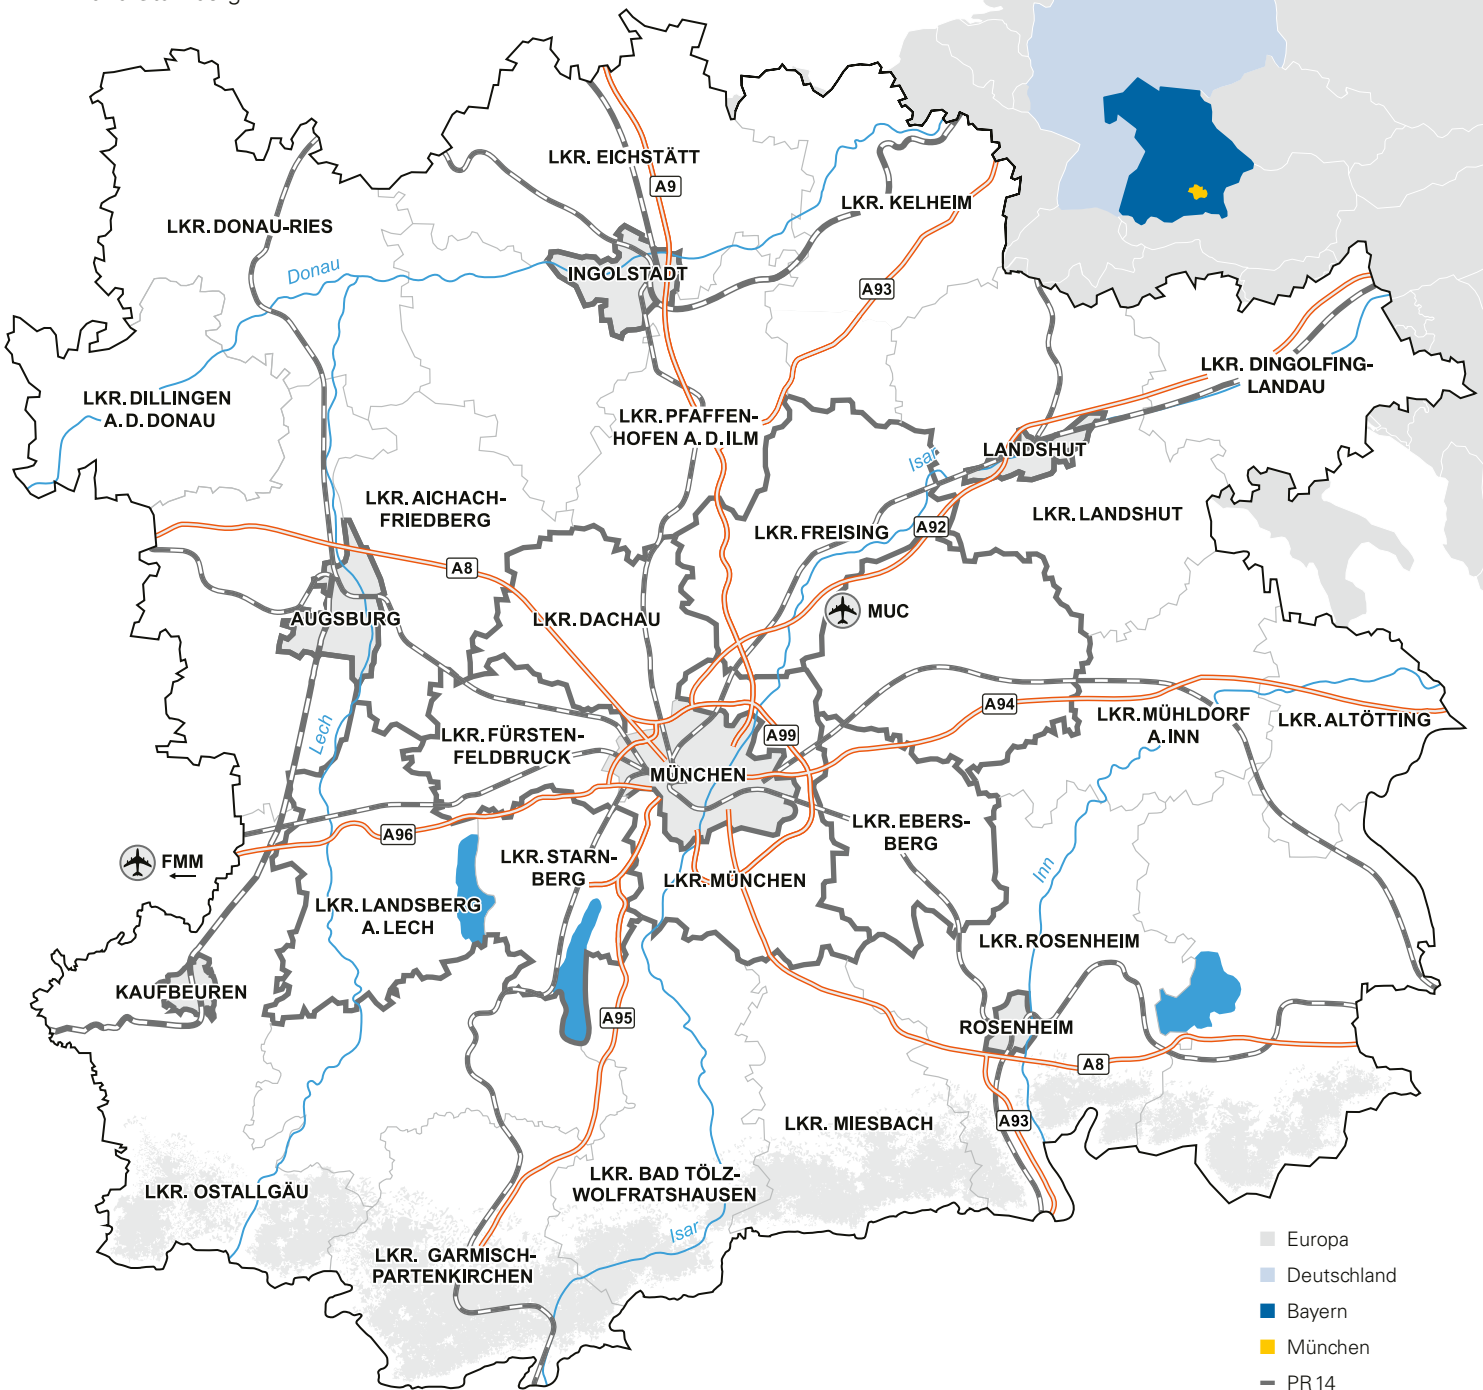 LKR. EICHSTÄTT
A9
LKR. KELHEIM
LKR. DONAU-RIES
Donau
INGOLSTADT
A93
LKR. DINGOLFING-
LANDAU
LKR. DILLINGEN
A. D. DONAU
LKR. PFAFFEN-
HOFEN A. D. ILM
LANDSHUT
Isar
LKR. AICHACH-
FRIEDBERG
LKR. LANDSHUT
LKR. FREISING
A92
A8
MUC
AUGSBURG
LKR. DACHAU
A94
LKR. MÜHLDORF
A. INN
LKR. ALTÖTTING
Lech
LKR. FÜRSTEN-
FELDBRUCK
A99
MÜNCHEN
A96
LKR. EBERS-
BERG
FMM
LKR. STARN-
BERG
LKR. MÜNCHEN
Inn
LKR. LANDSBERG
A. LECH
LKR. ROSENHEIM
KAUFBEUREN
A95
ROSENHEIM
A8
A93
LKR. MIESBACH
LKR. BAD TÖLZ-
WOLFRATSHAUSEN
LKR. OSTALLGÄU
Isar
LKR. GARMISCH-
PARTENKIRCHEN
Europa
Deutschland
Bayern
München
PR 14